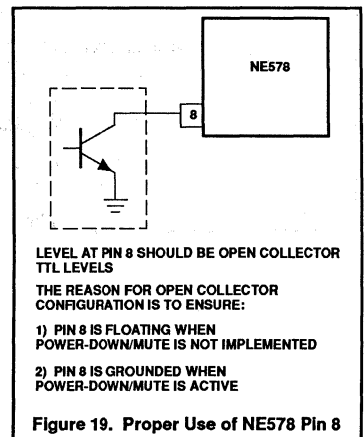 NE578
8
LEVEL AT PIN 8 SHOULD BE OPEN COLLECTOR
TTL LEVELS
THE REASON FOR OPEN COLLECTOR
CONFIGURATION IS TO ENSURE:
1) PIN 8 IS FLOATING WHEN
POWER-DOWN/MUTE IS NOT IMPLEMENTED
2) PIN 8 IS GROUNDED WHEN
POWER-DOWN/MUTE IS ACTIVE
Figure 19. Proper Use of NE578 Pin 8